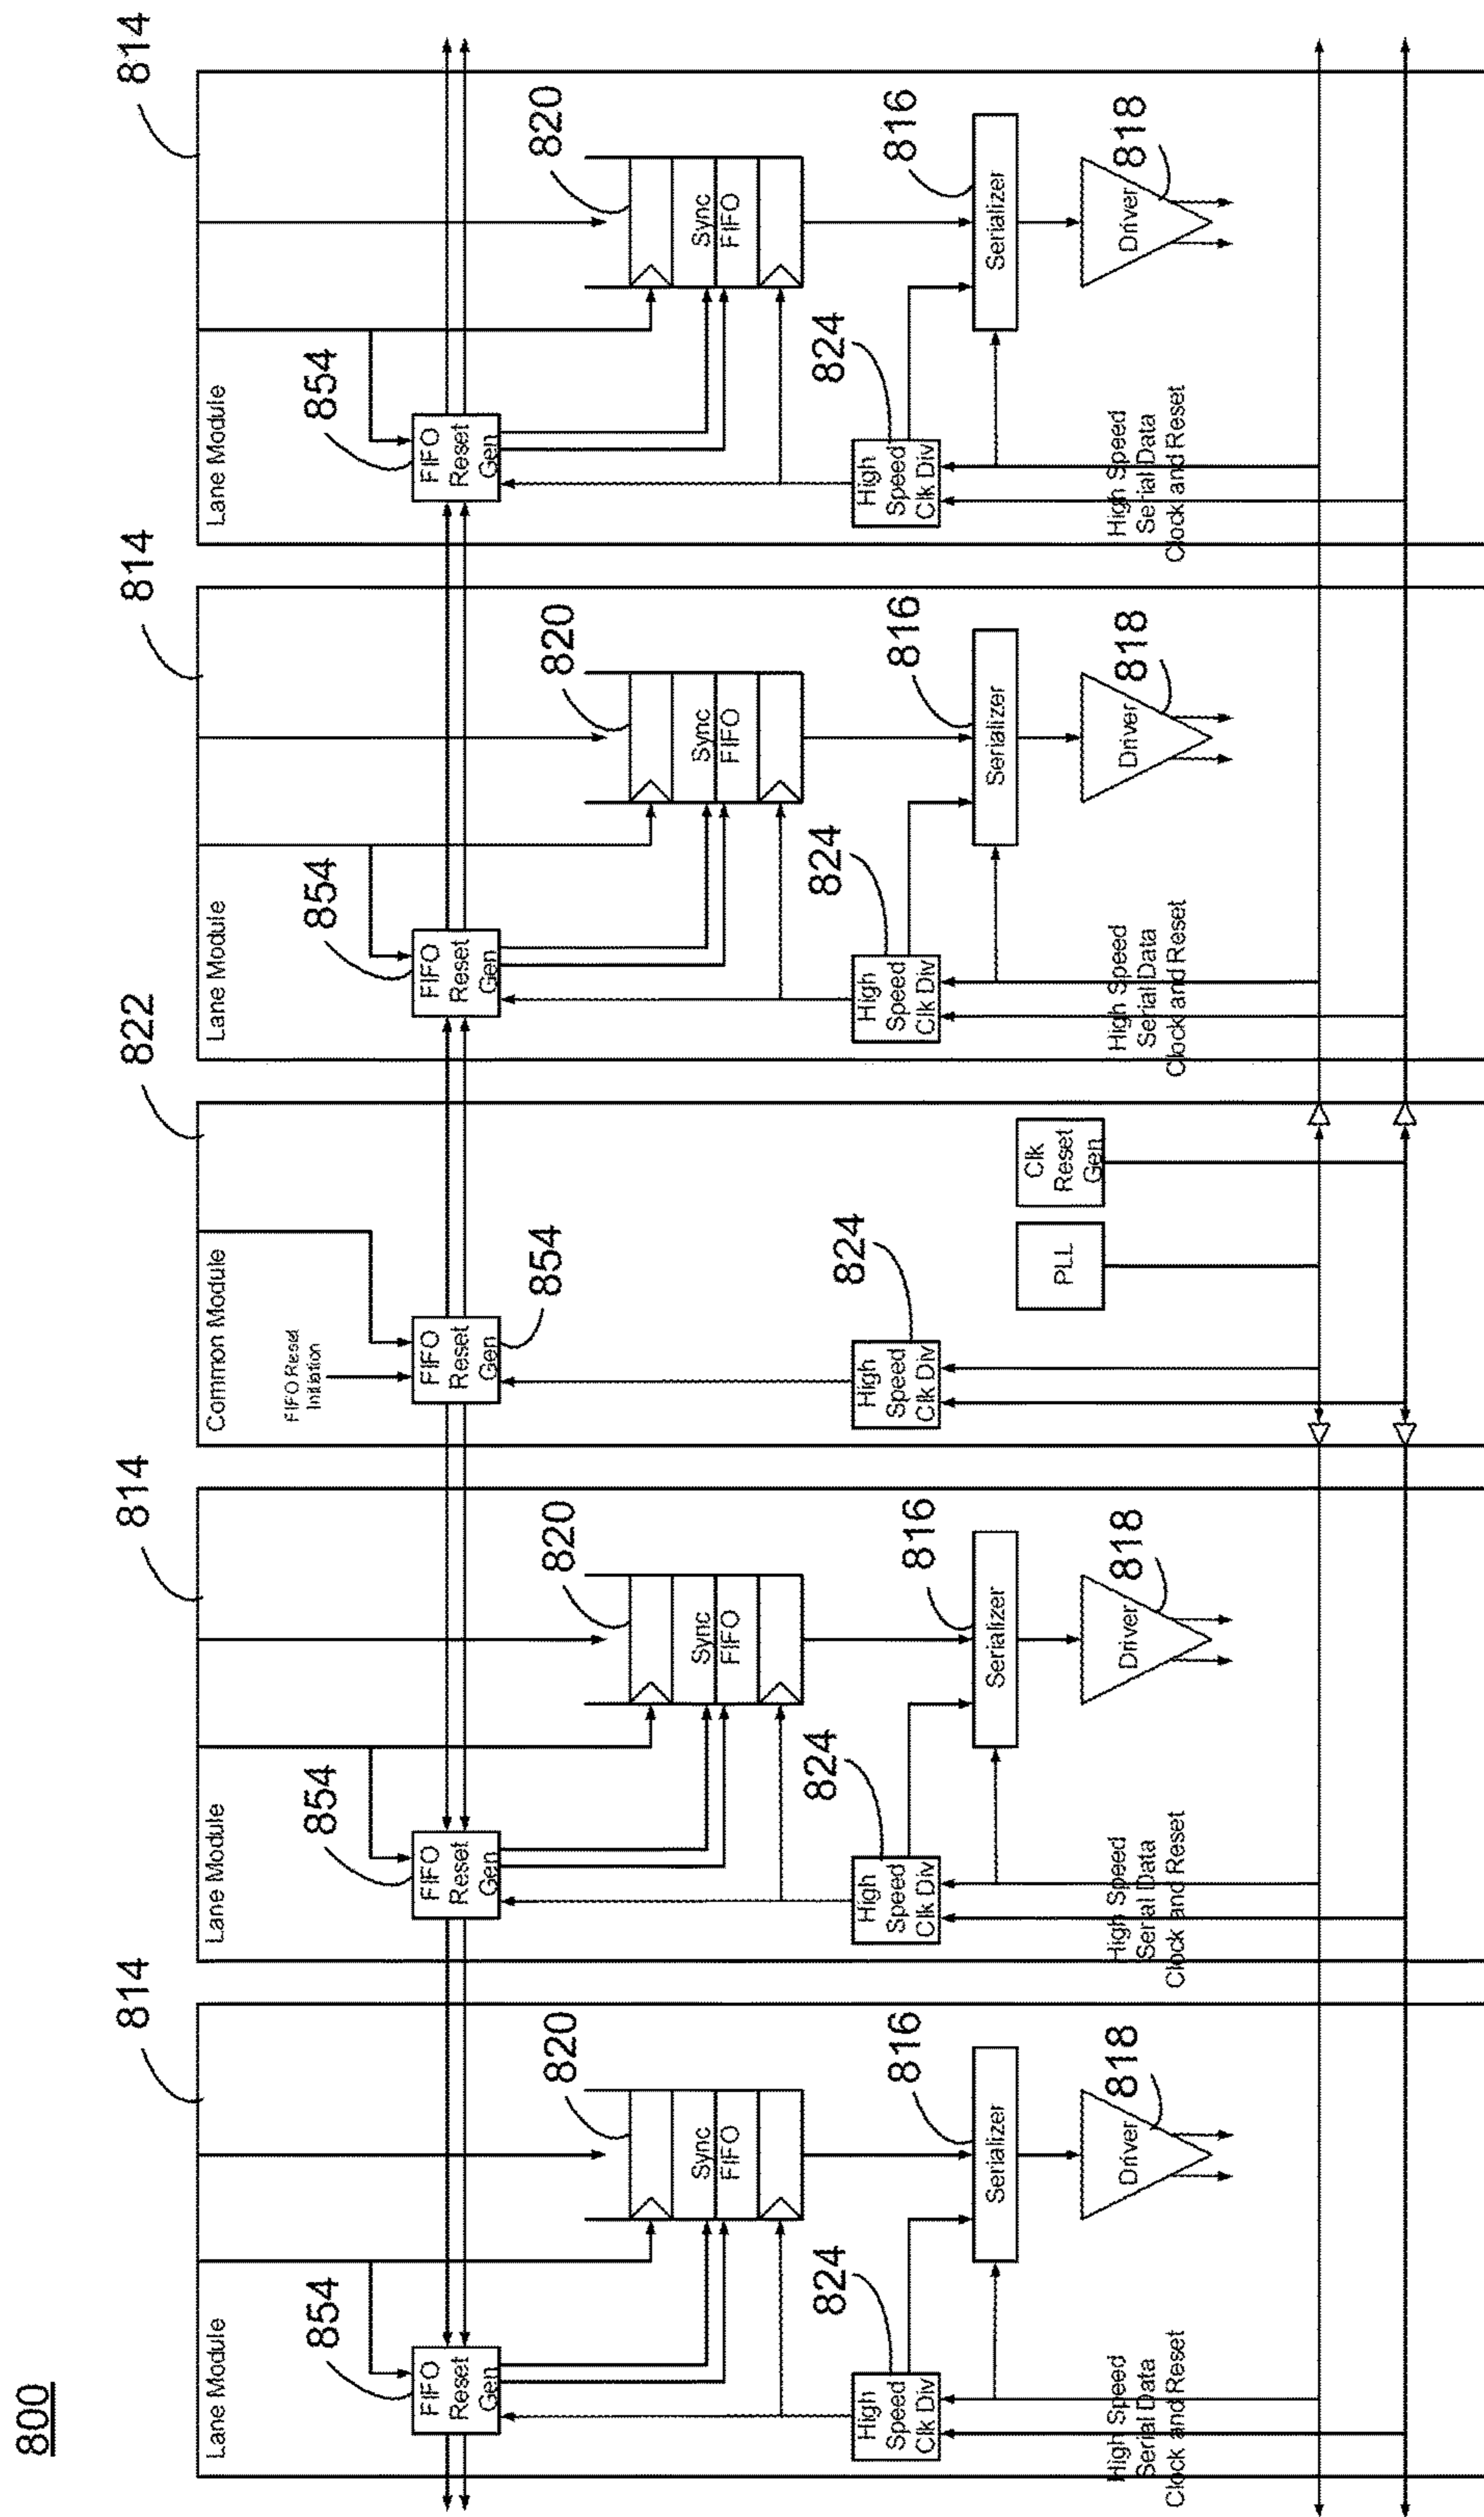 800
814
Lane Module
854
FIFO
Reset
Gen
820
Sync
FIFO
824
High
Speed
Clk Div
816
Serializer
818
Driver
High Speed
Serial Data
Clock and Reset
814
Lane Module
854
FIFO
Reset
Gen
820
Sync
FIFO
824
High
Speed
Clk Div
816
Serializer
818
Driver
High Speed
Serial Data
Clock and Reset
822
Common Module
FIFO Reset
Initiation
FIFO
Reset
Gen
854
824
High
Speed
Clk Div
PLL
Clk
Reset
Gen
814
Lane Module
854
FIFO
Reset
Gen
820
Sync
FIFO
824
High
Speed
Clk Div
816
Serializer
818
Driver
High Speed
Serial Data
Clock and Reset
814
Lane Module
854
FIFO
Reset
Gen
820
Sync
FIFO
824
High
Speed
Clk Div
816
Serializer
818
Driver
High Speed
Serial Data
Clock and Reset